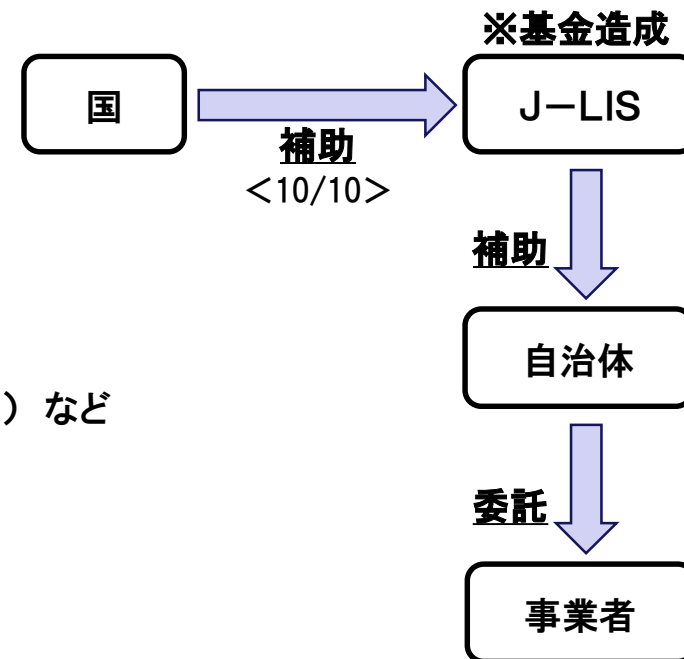 ※基金造成
国
J－LIS
補助
＜10/10＞
補助
自治体
） など
委託
事業者